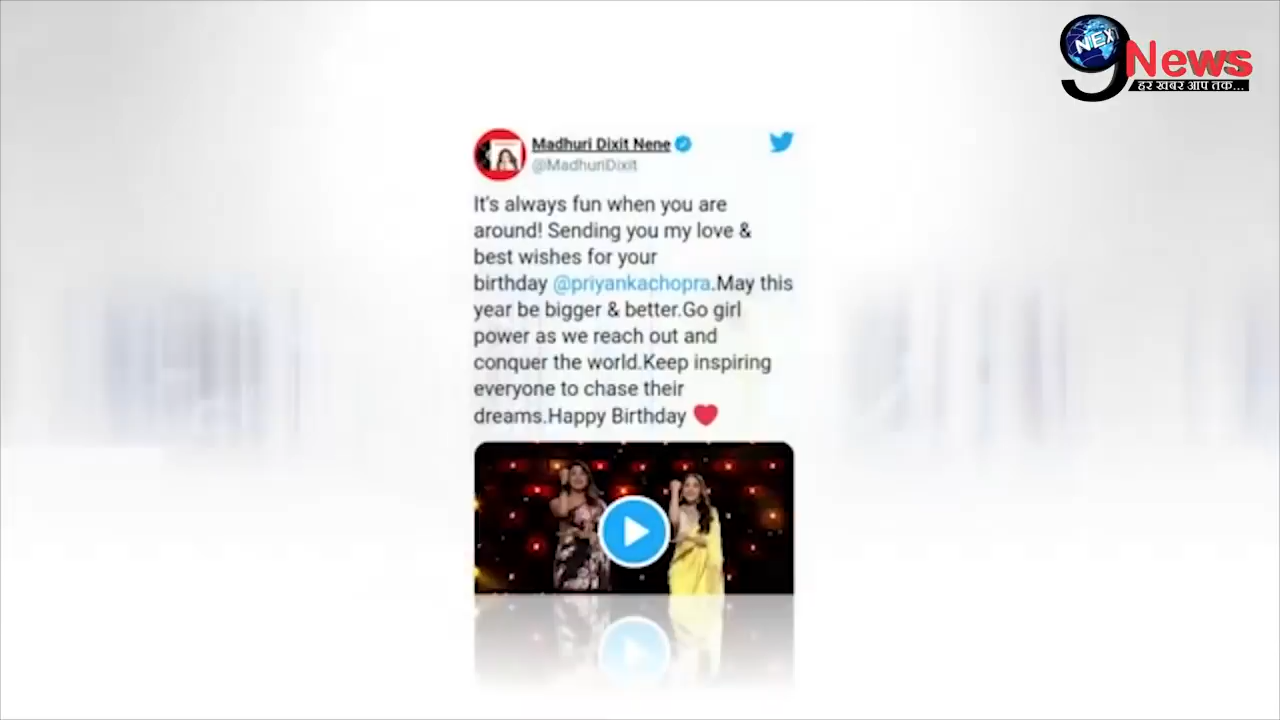 NEXT
9 News
हर खबर आप तक...
Madhuri Dixit Nene
@MadhuriDixit
It's always fun when you are
around! Sending you my love &
best wishes for your
birthday @priyankachopra.May this
year be bigger & better.Go girl
power as we reach out and
conquer the world.Keep inspiring
everyone to chase their
dreams.Happy Birthday ❤